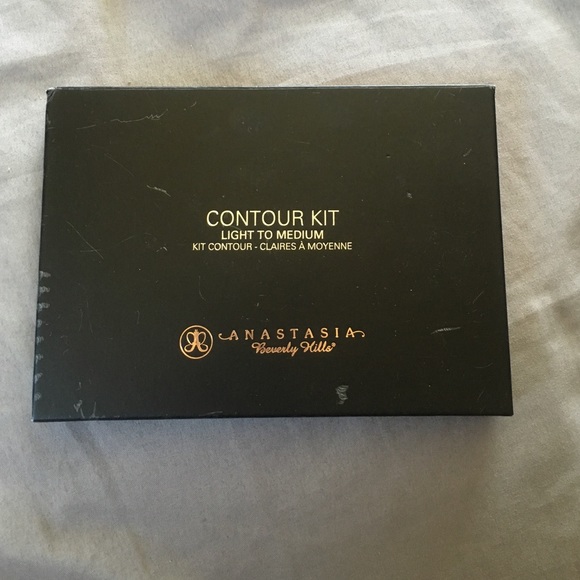 CONTOUR KIT
LIGHT TO MEDIUM
KIT CONTOUR - CLAIRES À MOYENNE
ANASTASIA
Beverly Hills®